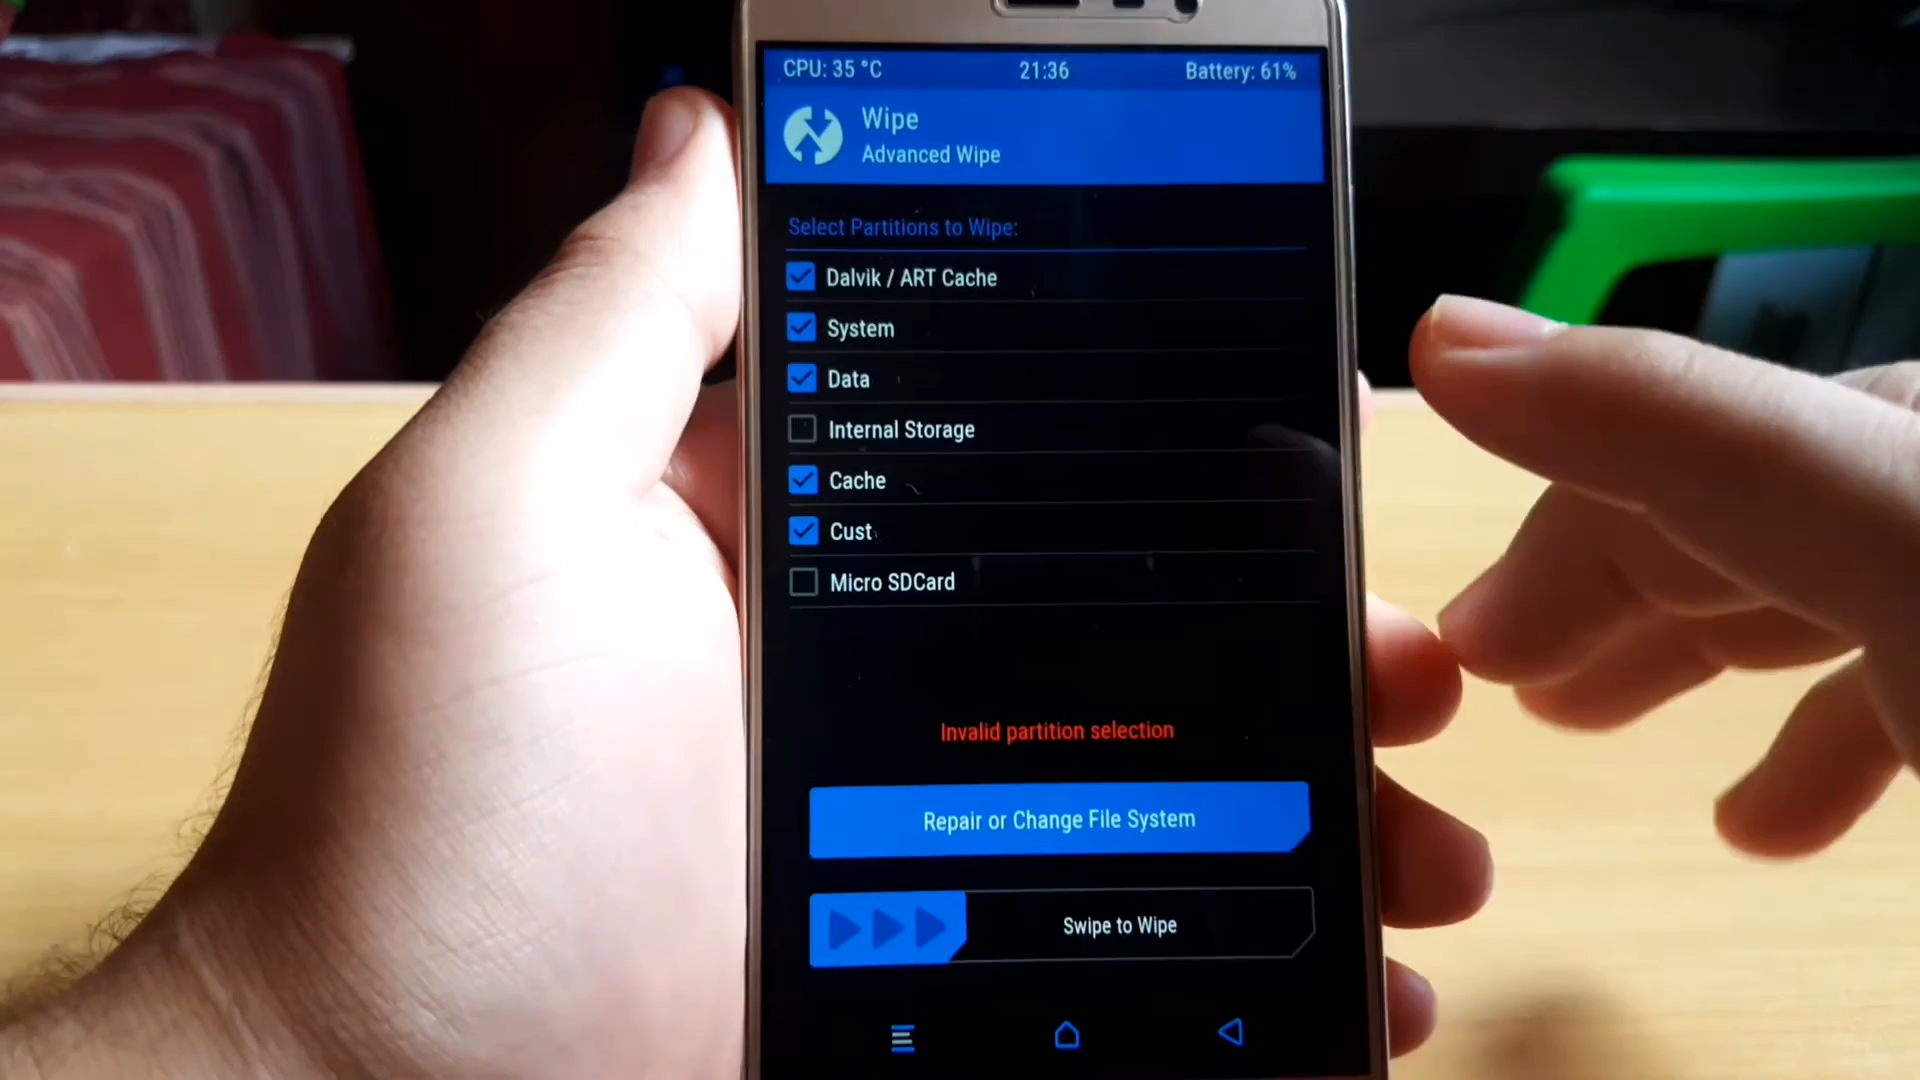 CPU: 35 °C 21:36 Battery: 61%
Wipe
Advanced Wipe
Select Partitions to Wipe:
Dalvik / ART Cache
System
Data
Internal Storage
Cache
Cust
Micro SDCard
Invalid partition selection
Repair or Change File System
Swipe to Wipe